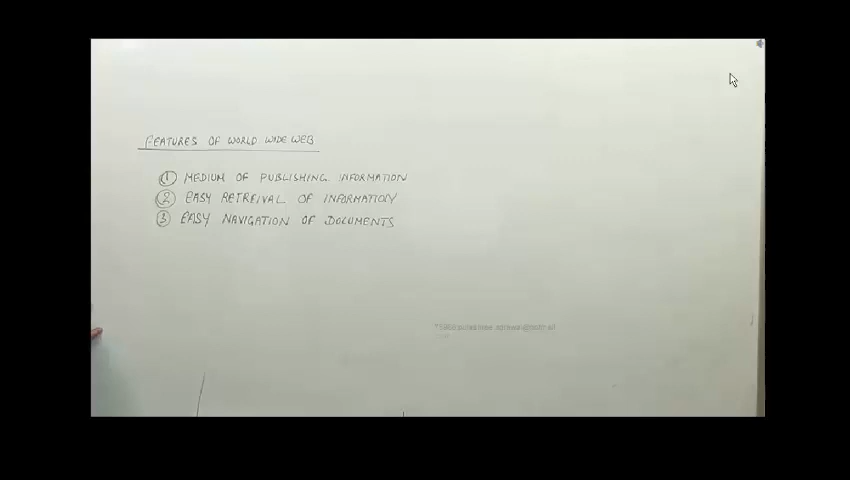 FEATURES OF WORLD WIDE WEB
1 MEDIUM OF PUBLISHING INFORMATION
2 EASY RETREIVAL OF INFORMATION
3 EASY NAVIGATION OF DOCUMENTS